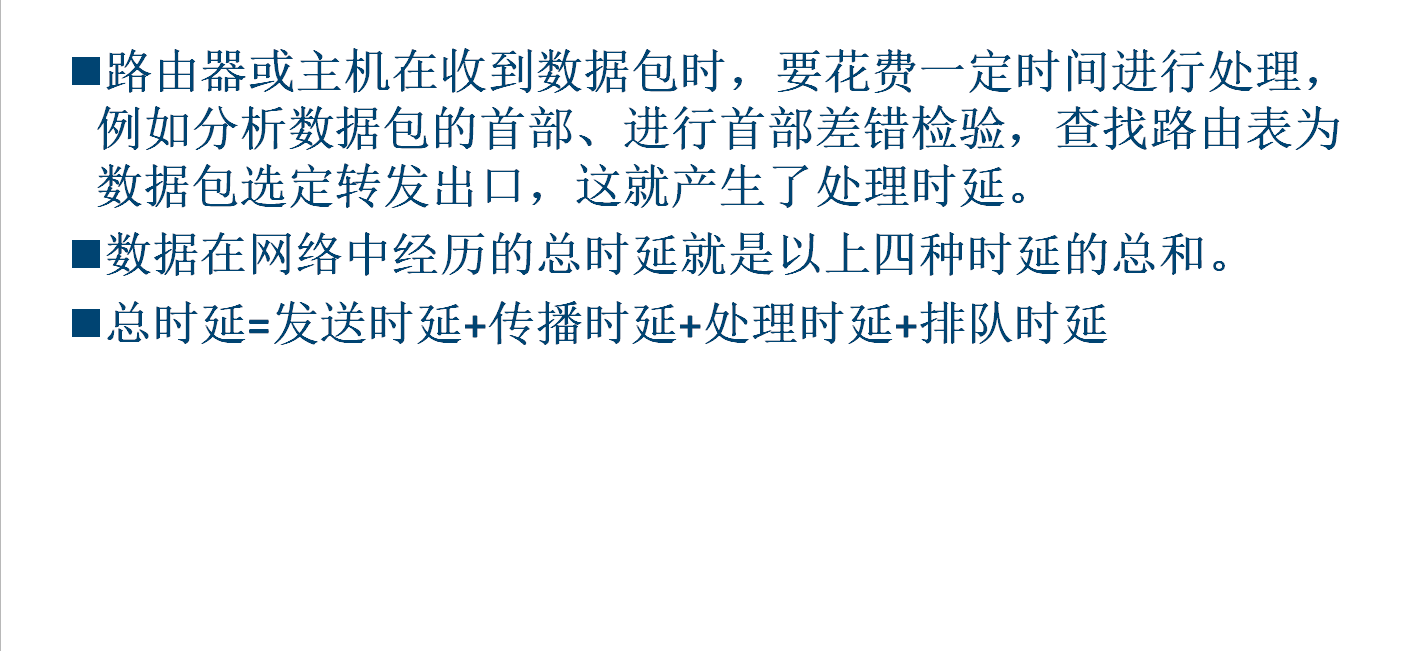 ■路由器或主机在收到数据包时，要花费一定时间进行处理，
例如分析数据包的首部、进行首部差错检验，查找路由表为
数据包选定转发出口，这就产生了处理时延。
■数据在网络中经历的总时延就是以上四种时延的总和。
■总时延=发送时延+传播时延+处理时延+排队时延